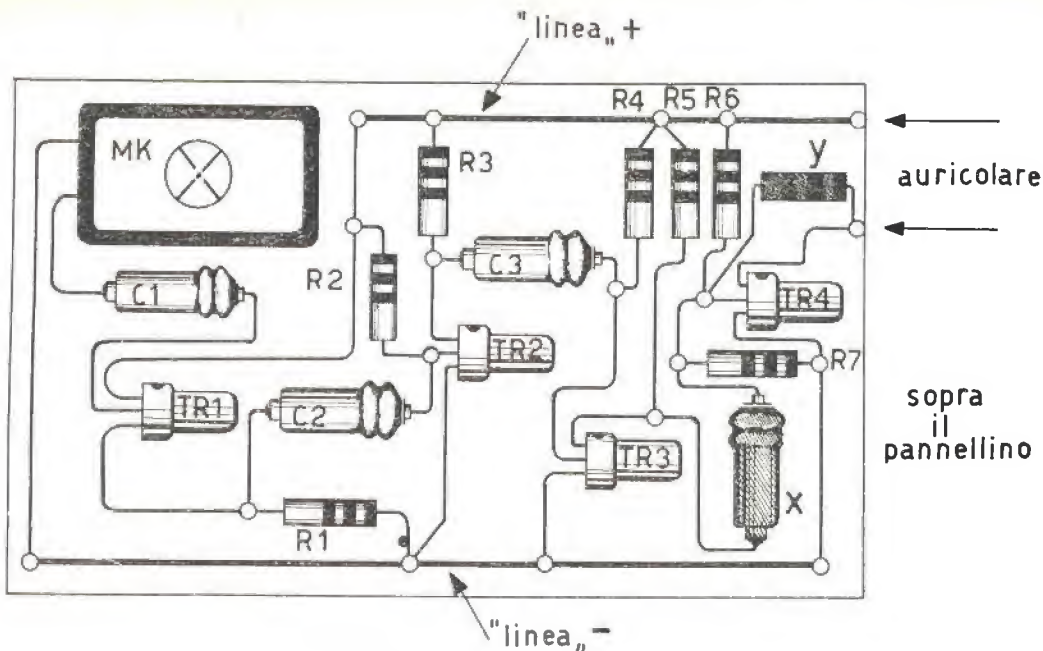 "linea„ +
R4 R5 R6
MK
R3
y
auricolare
C1
R2
C3
TR4
TR2
R7
TR1
C2
TR3
sopra
il
pannellino
X
R1
"linea„ −